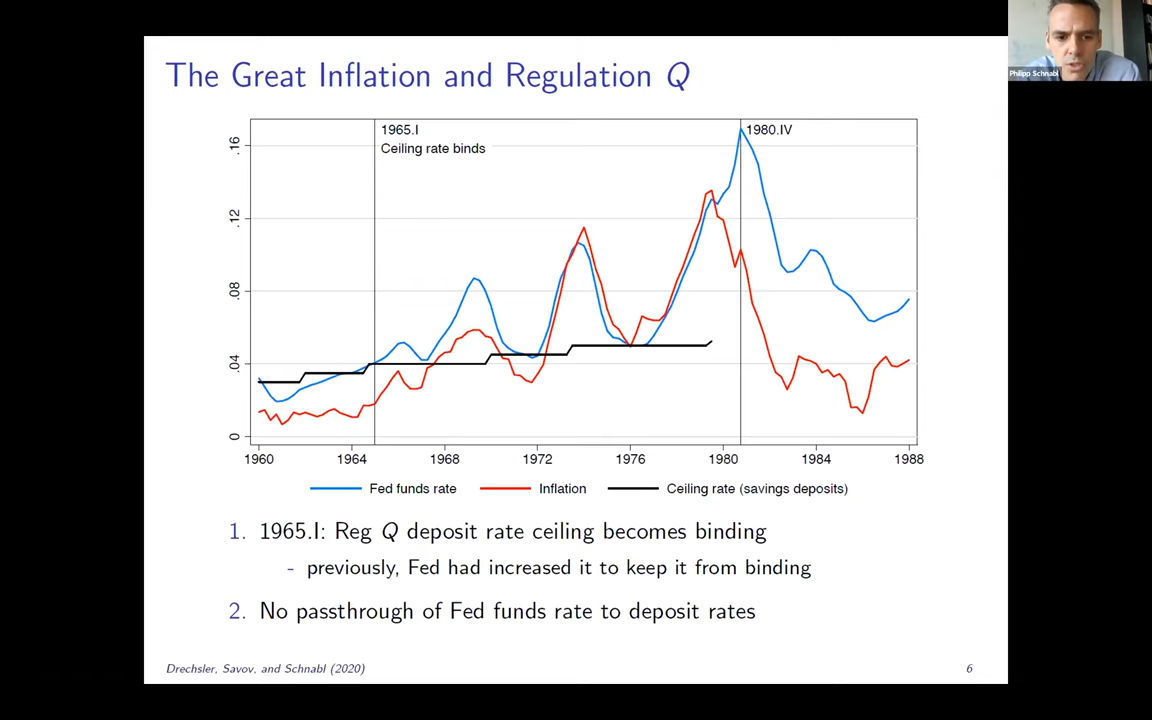 Philipp Schnabl
The Great Inflation and Regulation Q
1965.I
Ceiling rate binds
1980.IV
.16
.12
.08
.04
0
1960 1964 1968 1972 1976 1980 1984 1988
Fed funds rate Inflation Ceiling rate (savings deposits)
1. 1965.I: Reg Q deposit rate ceiling becomes binding
- previously, Fed had increased it to keep it from binding
2. No passthrough of Fed funds rate to deposit rates
Drechsler, Savov, and Schnabl (2020) 6